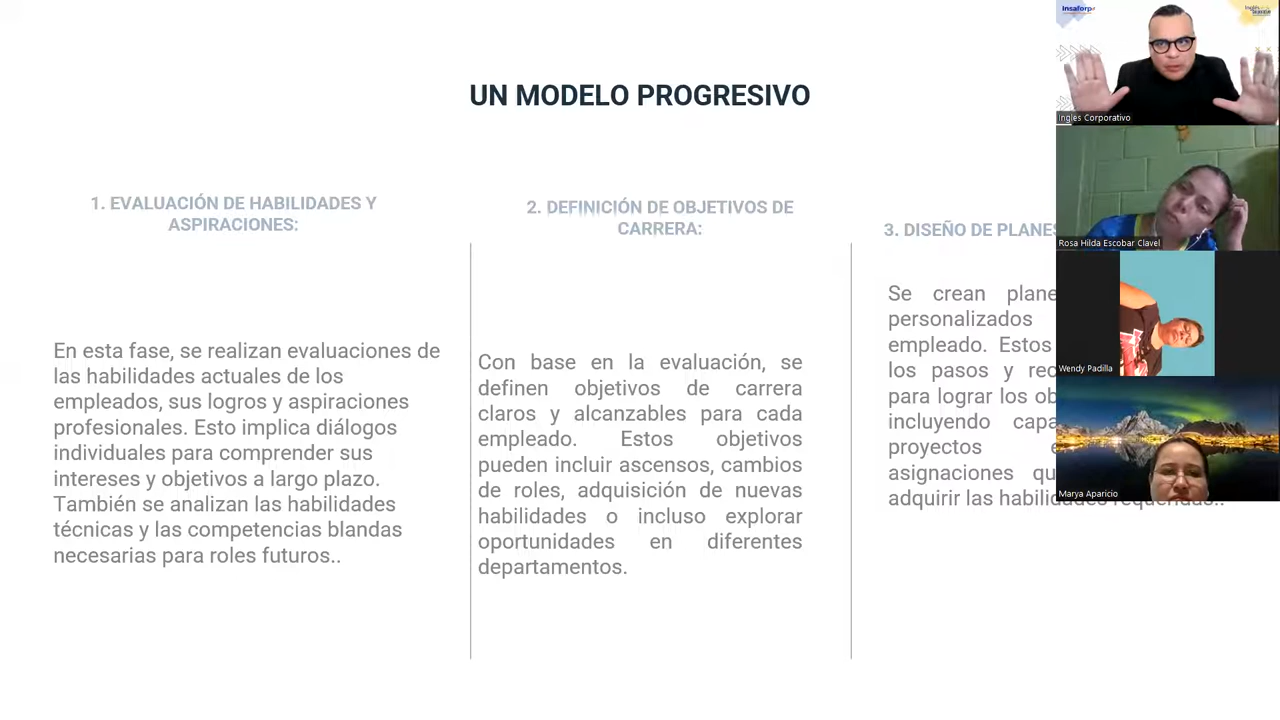 UN MODELO PROGRESIVO
1. EVALUACIÓN DE HABILIDADES Y
ASPIRACIONES:
En esta fase, se realizan evaluaciones de
las habilidades actuales de los
empleados, sus logros y aspiraciones
profesionales. Esto implica diálogos
individuales para comprender sus
intereses y objetivos a largo plazo.
También se analizan las habilidades
técnicas y las competencias blandas
necesarias para roles futuros..
2. DEFINICIÓN DE OBJETIVOS DE
CARRERA:
Con base en la evaluación, se
definen objetivos de carrera
claros y alcanzables para cada
empleado. Estos objetivos
pueden incluir ascensos, cambios
de roles, adquisición de nuevas
habilidades o incluso explorar
oportunidades en diferentes
departamentos.
3. DISEÑO DE PLANES
Se crean plane
personalizados
empleado. Estos
los pasos y rec
para lograr los ob
incluyendo capa
proyectos e
asignaciones qu
adquirir las habilidades requeridas..
insaforp
Ingles Corporativo
Rosa Hilda Escobar Clavel
Wendy Padilla
Marya Aparicio